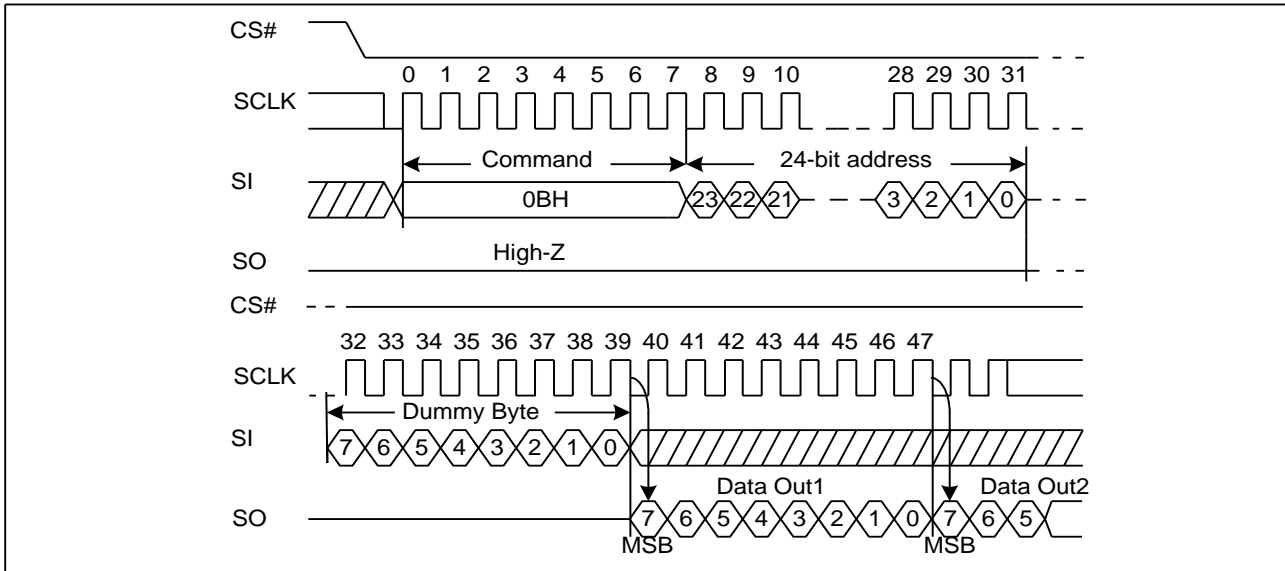 CS#
0 1 2 3 4 5 6 7 8 9 10 28 29 30 31
SCLK
Command 24-bit address
SI 0BH 23 22 21 3 2 1 0
High-Z
SO
CS#
32 33 34 35 36 37 38 39 40 41 42 43 44 45 46 47
SCLK
Dummy Byte
SI 7 6 5 4 3 2 1 0
Data Out1 Data Out2
SO 7 6 5 4 3 2 1 0 7 6 5
MSB MSB